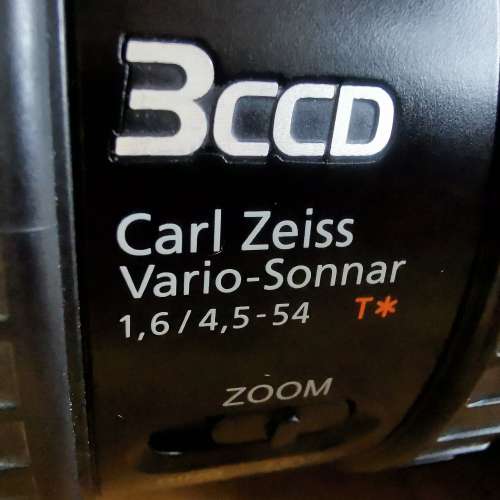 3CCD
Carl Zeiss
Vario-Sonnar
1,6/4,5-54 T*
ZOOM